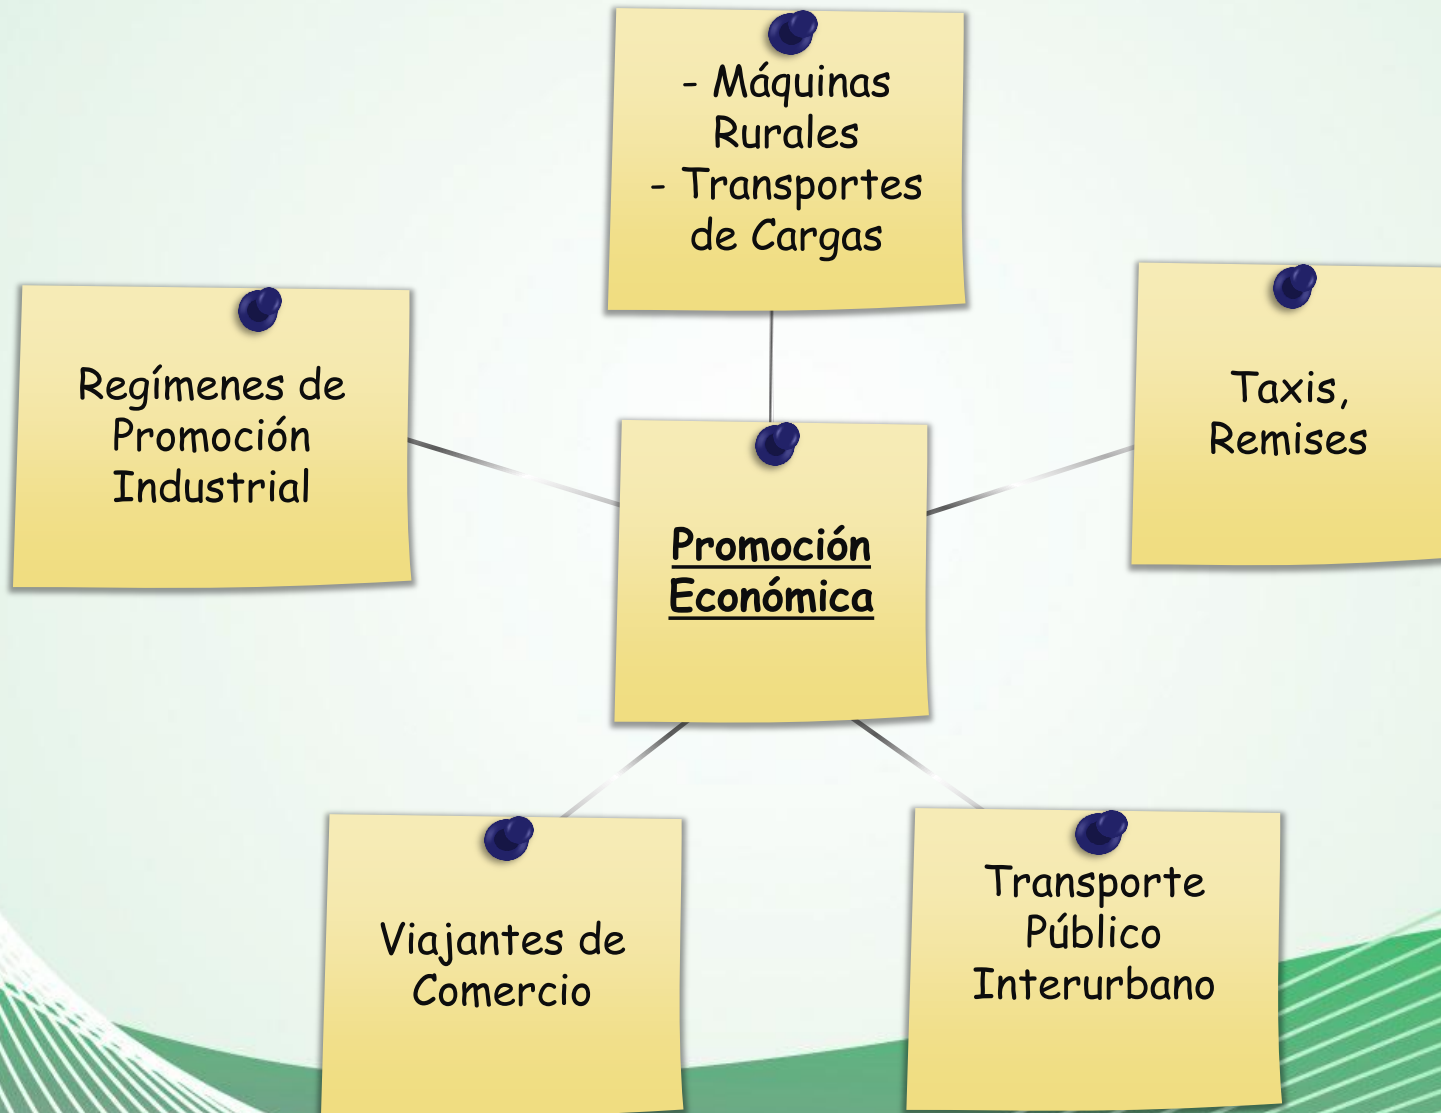 - Máquinas
Rurales
- Transportes
de Cargas
Regímenes de
Promoción
Industrial
Taxis,
Remises
Promoción
Económica
Viajantes de
Comercio
Transporte
Público
Interurbano